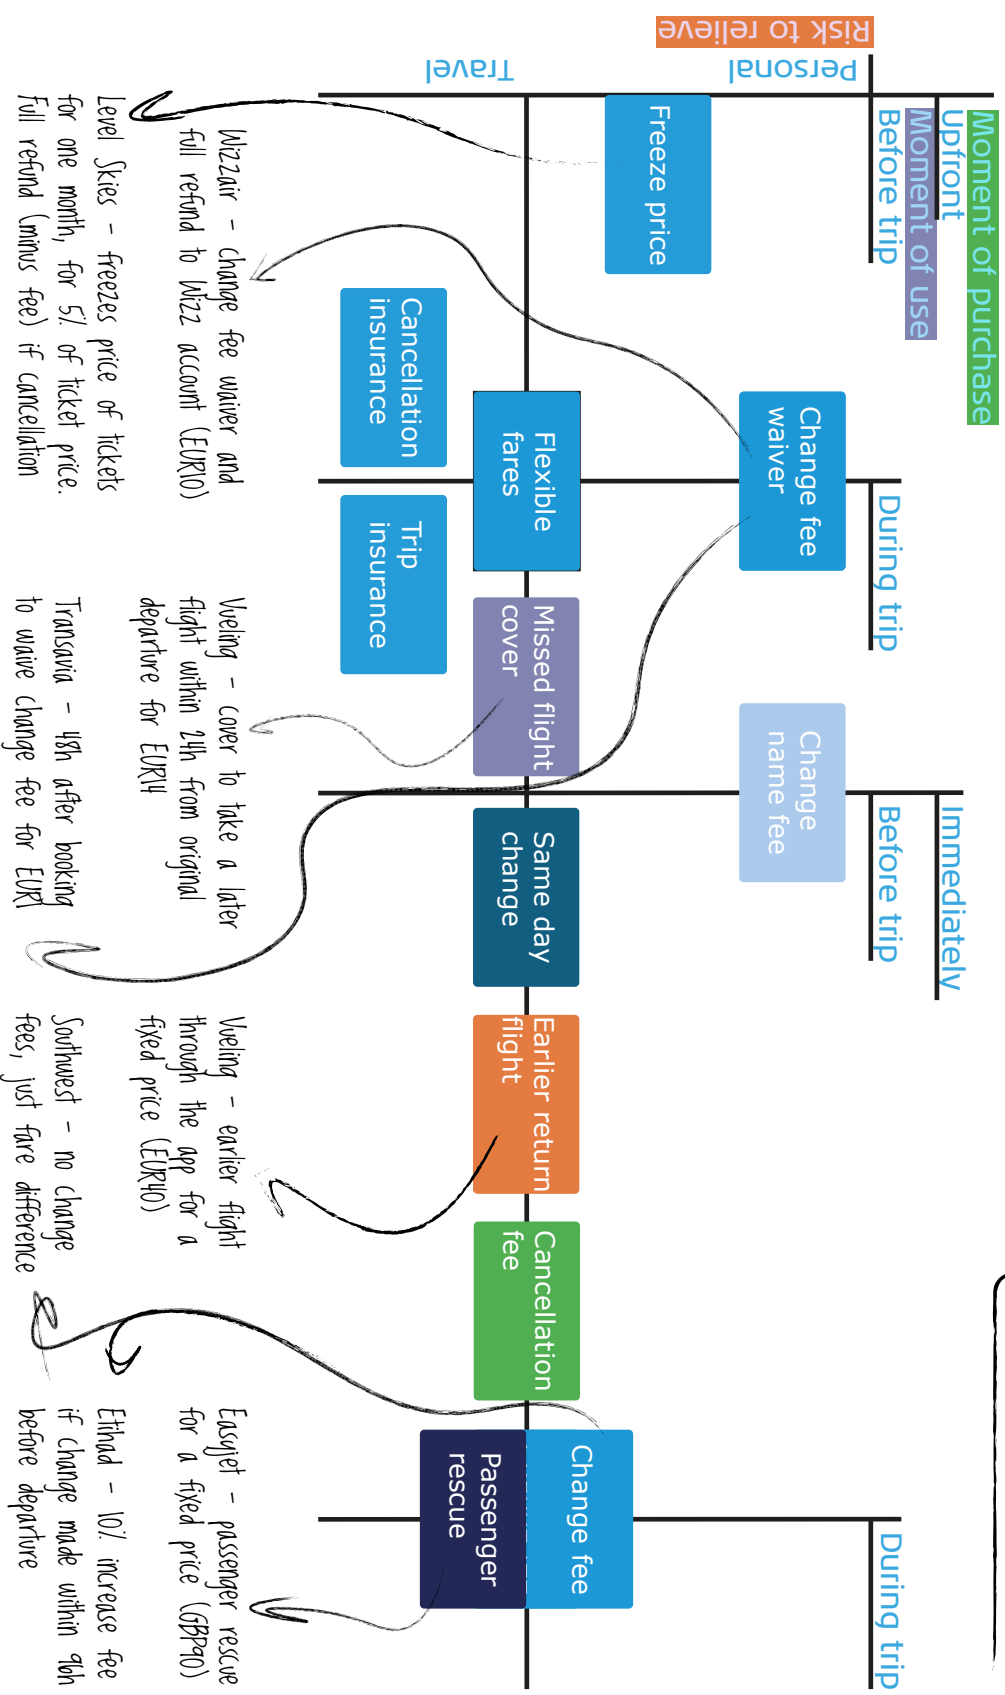 Moment of purchase
Upfront
Immediately
Moment of use
Before trip
During trip
Before trip
During trip
Risk to relieve
Personal
Travel
Change fee
waiver
Change
name fee
Freeze price
Flexible
fares
Missed flight
cover
Same day
change
Earlier return
flight
Cancellation
fee
Change fee
Passenger
rescue
Cancellation
insurance
Trip
insurance
Wizzair - change fee waiver and
full refund to Wizz account (EUR10)
Level Skies - freezes price of tickets
for one month, for 5% of ticket price.
Full refund (minus fee) if cancellation
Vueling - cover to take a later
flight within 24h from original
departure for EUR14
Transavia - 48h after booking
to waive change fee for EUR1
Vueling - earlier flight
through the app for a
fixed price (EUR40)
Southwest - no change
fees, just fare difference
Easyjet - passenger rescue
for a fixed price (GBP90)
Etihad - 10% increase fee
if change made within 96h
before departure